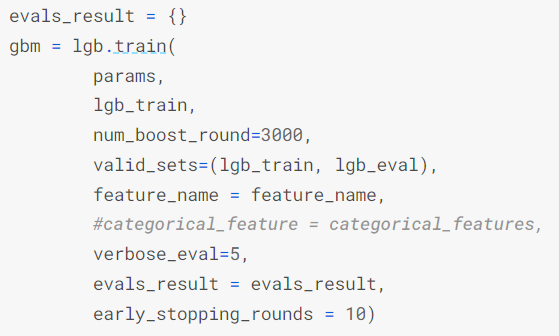 evals_result = {}
gbm = lgb.train(
params,
lgb_train,
num_boost_round=3000,
valid_sets=(lgb_train, lgb_eval),
feature_name = feature_name,
#categorical_feature = categorical_features,
verbose_eval=5,
evals_result = evals_result,
early_stopping_rounds = 10)